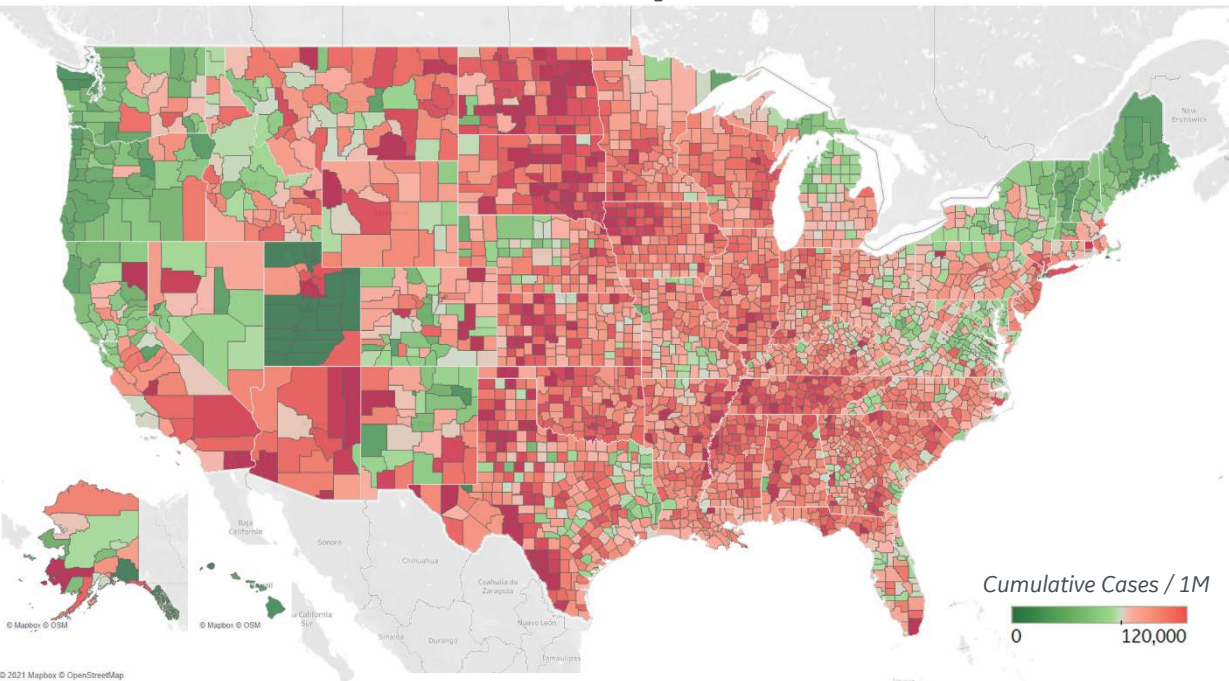 New
Brunswick
Baja
California
Sonora
Chihuahua
Coahuila de
Zaragoza
Nuevo León
Sinaloa
Durango
Tamaulipas
California
Sur
Cumulative Cases / 1M
0
120,000
© Mapbox © OSM
© Mapbox © OSM
© 2021 Mapbox © OpenStreetMap